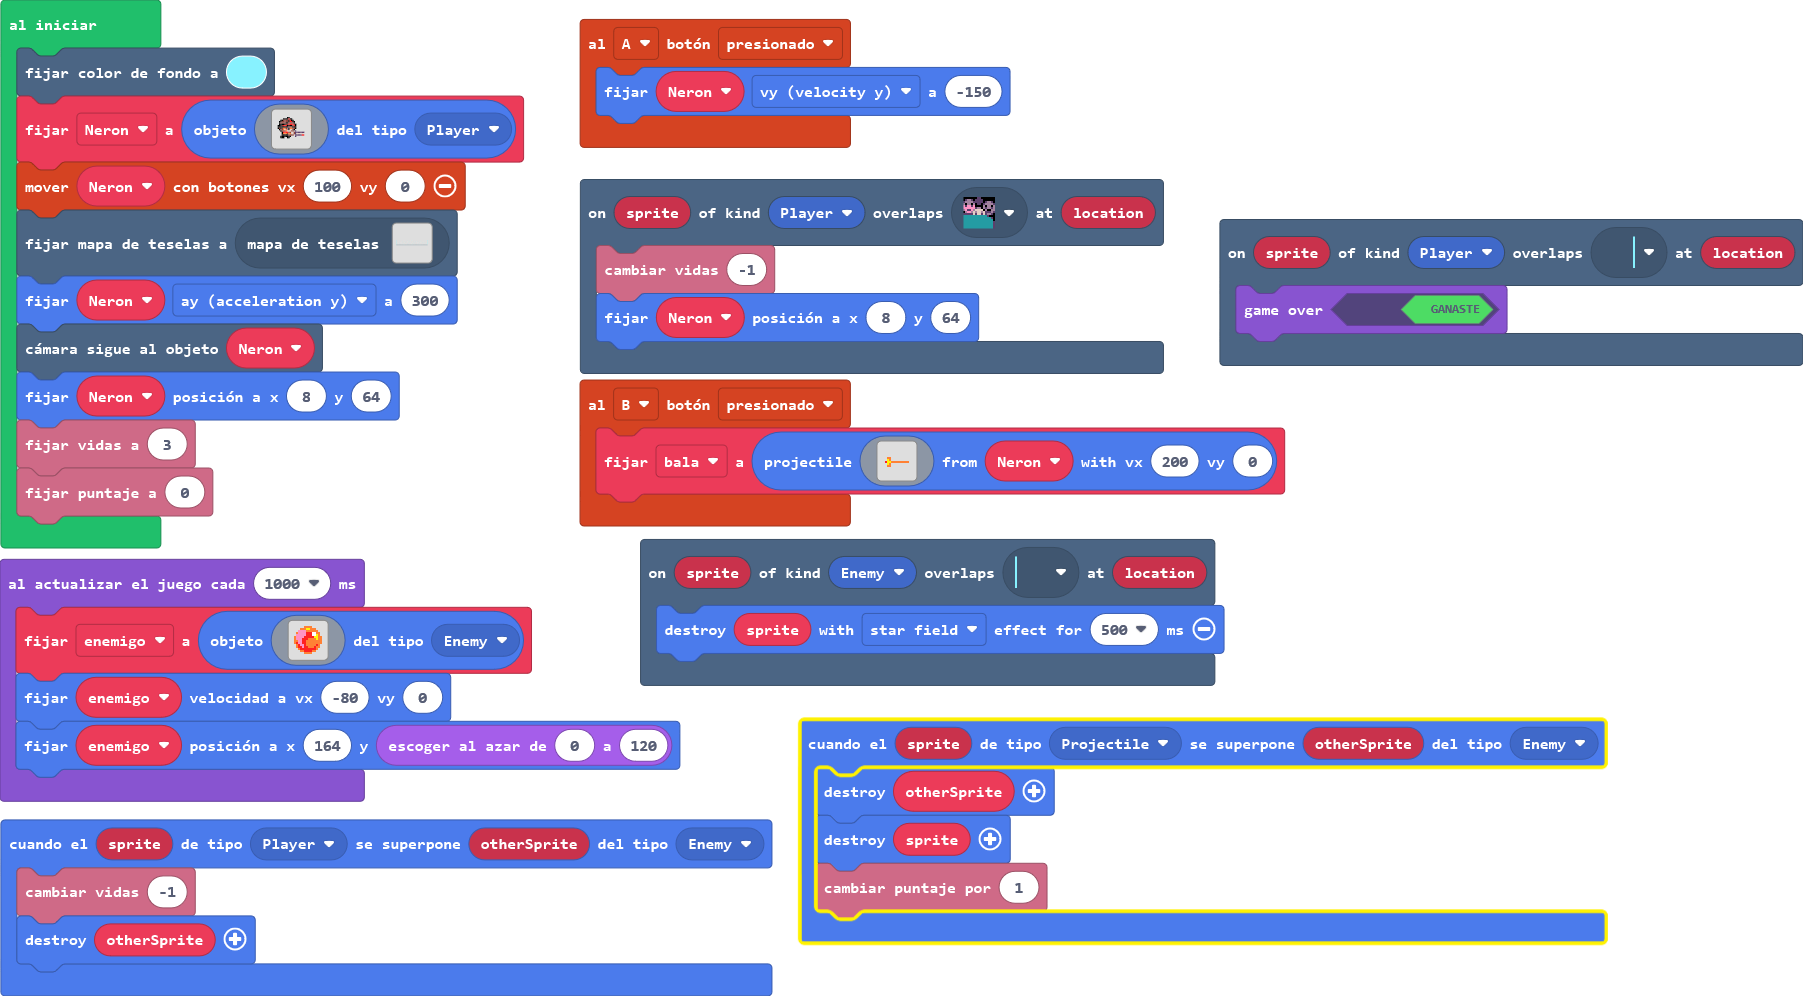 al iniciar
fijar color de fondo a
fijar Neron a objeto del tipo Player
mover Neron con botones vx 100 vy 0
fijar mapa de teselas a mapa de teselas
fijar Neron ay (acceleration y) a 300
cámara sigue al objeto Neron
fijar Neron posición a x 8 y 64
fijar vidas a 3
fijar puntaje a 0
al actualizar el juego cada 1000 ms
fijar enemigo a objeto del tipo Enemy
fijar enemigo velocidad a vx -80 vy 0
fijar enemigo posición a x 164 y escoger al azar de 0 a 120
cuando el sprite de tipo Player se superpone otherSprite del tipo Enemy
cambiar vidas -1
destroy otherSprite
al A botón presionado
fijar Neron vy (velocity y) a -150
on sprite of kind Player overlaps at location
cambiar vidas -1
fijar Neron posición a x 8 y 64
al B botón presionado
fijar bala a projectile from Neron with vx 200 vy 0
on sprite of kind Enemy overlaps at location
destroy sprite with star field effect for 500 ms
cuando el sprite de tipo Projectile se superpone otherSprite del tipo Enemy
destroy otherSprite
destroy sprite
cambiar puntaje por 1
on sprite of kind Player overlaps at location
game over GANASTE